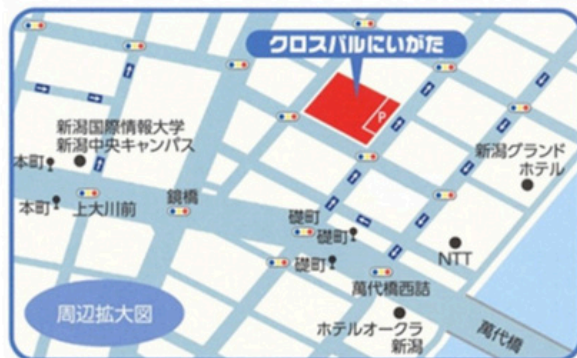 クロスパルにいがた
P
新潟国際情報大学
新潟中央キャンパス
本町
本町
上大川前
鏡橋
礎町
礎町
礎町
新潟グランド
ホテル
NTT
萬代橋西詰
ホテルオークラ
新潟
萬代橋
周辺拡大図